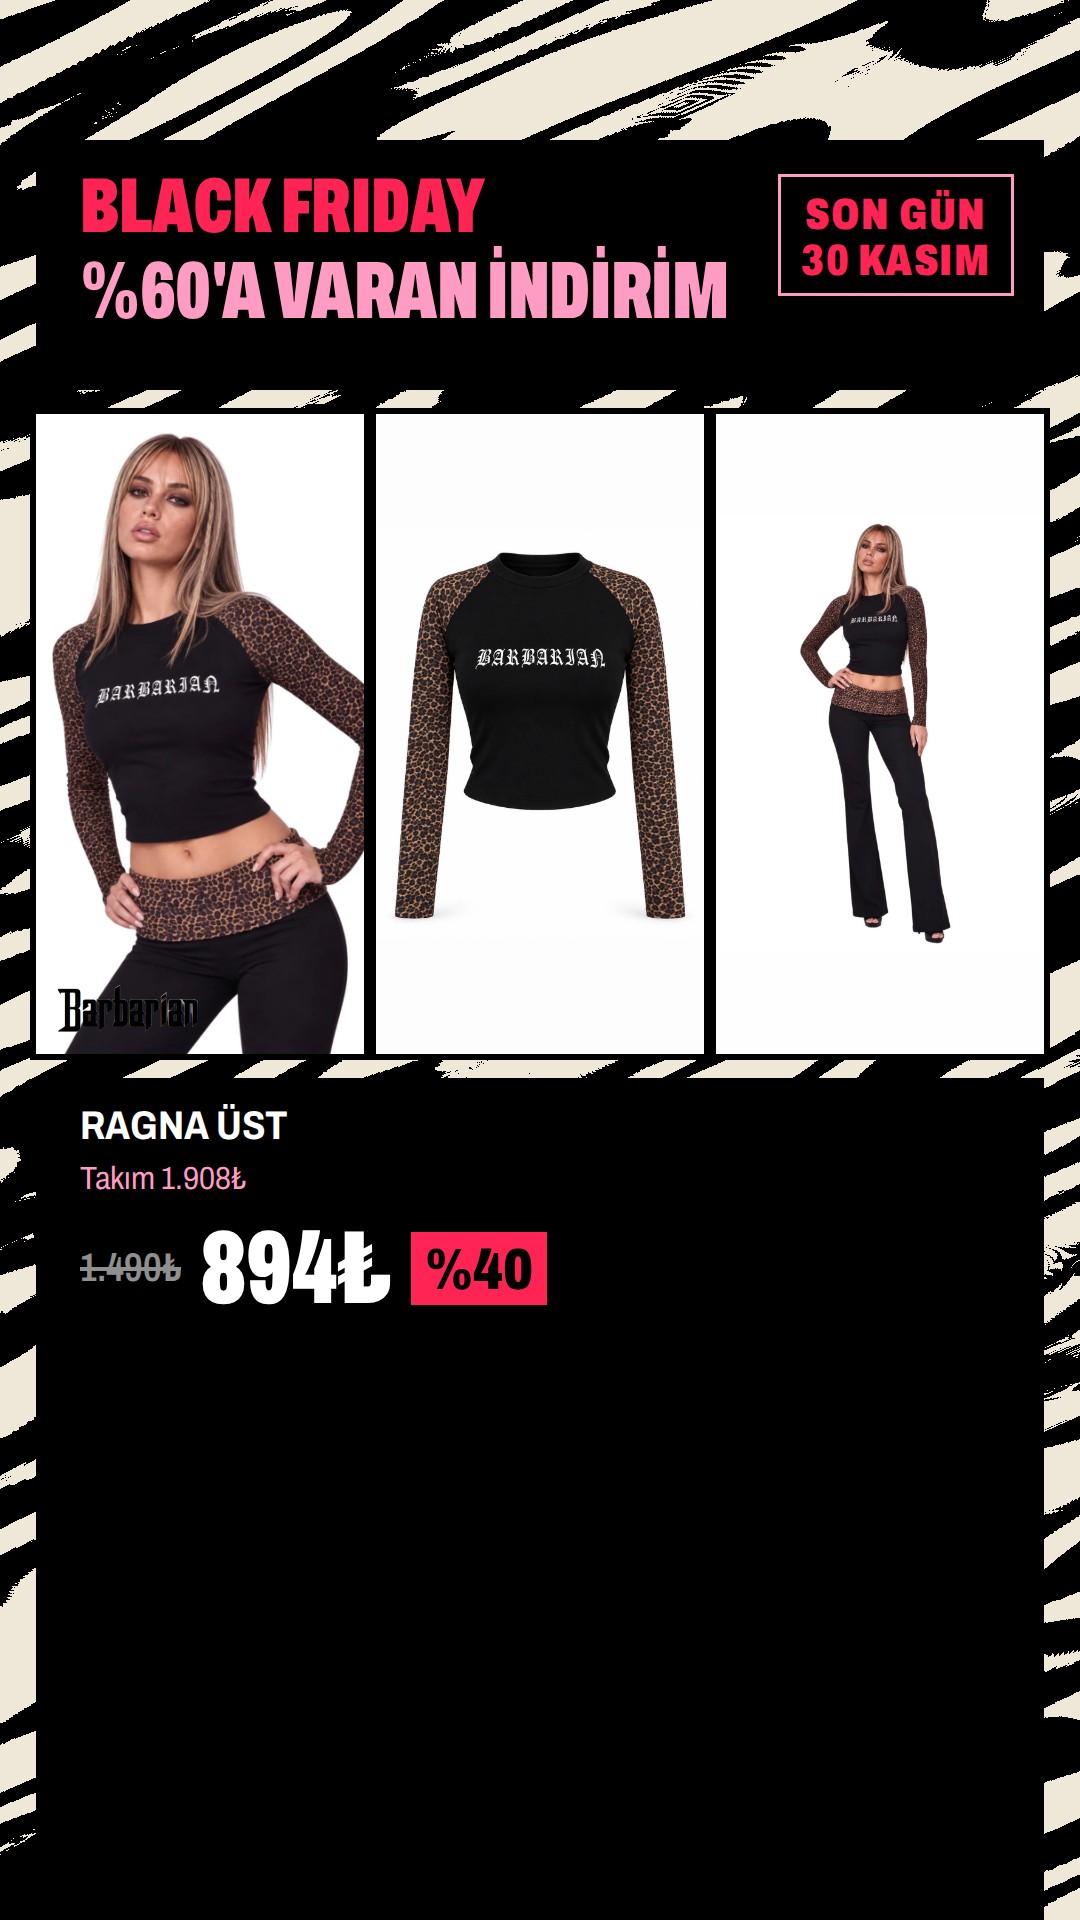 BLACK FRIDAY
%60'A VARAN İNDİRİM
SON GÜN
30 KASIM
BARBARIAN
BARBARIAN
BARBARIAN
Barbarian
RAGNA ÜST
Takım 1.908₺
1.490₺ 894₺ %40